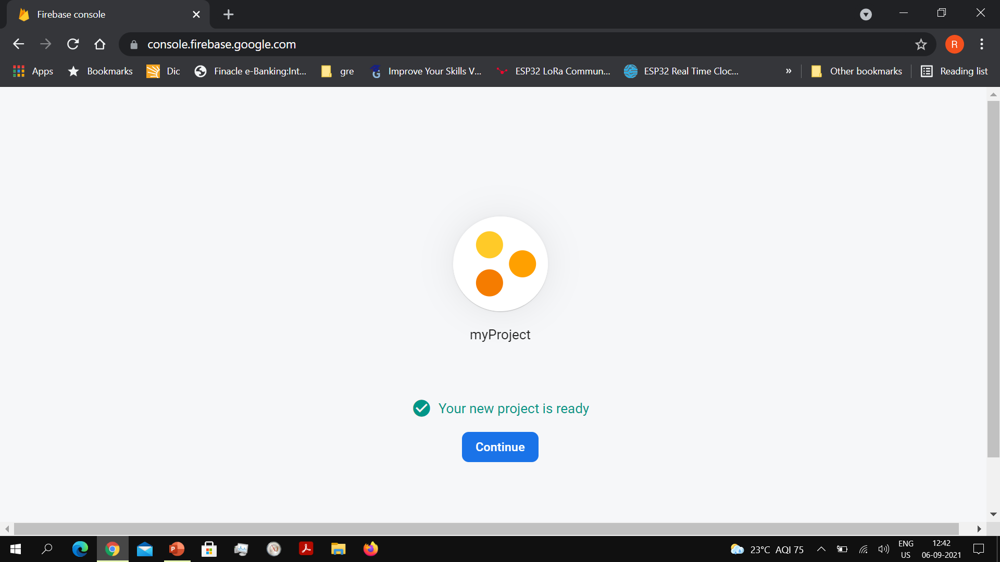 Firebase console
console.firebase.google.com
R
Apps
Bookmarks
Dic
Finacle e-Banking:Int...
gre
Improve Your Skills V...
ESP32 LoRa Commun...
ESP32 Real Time Cloc...
»
Other bookmarks
Reading list
myProject
Your new project is ready
Continue
23°C AQI 75
ENG
US
12:42
06-09-2021